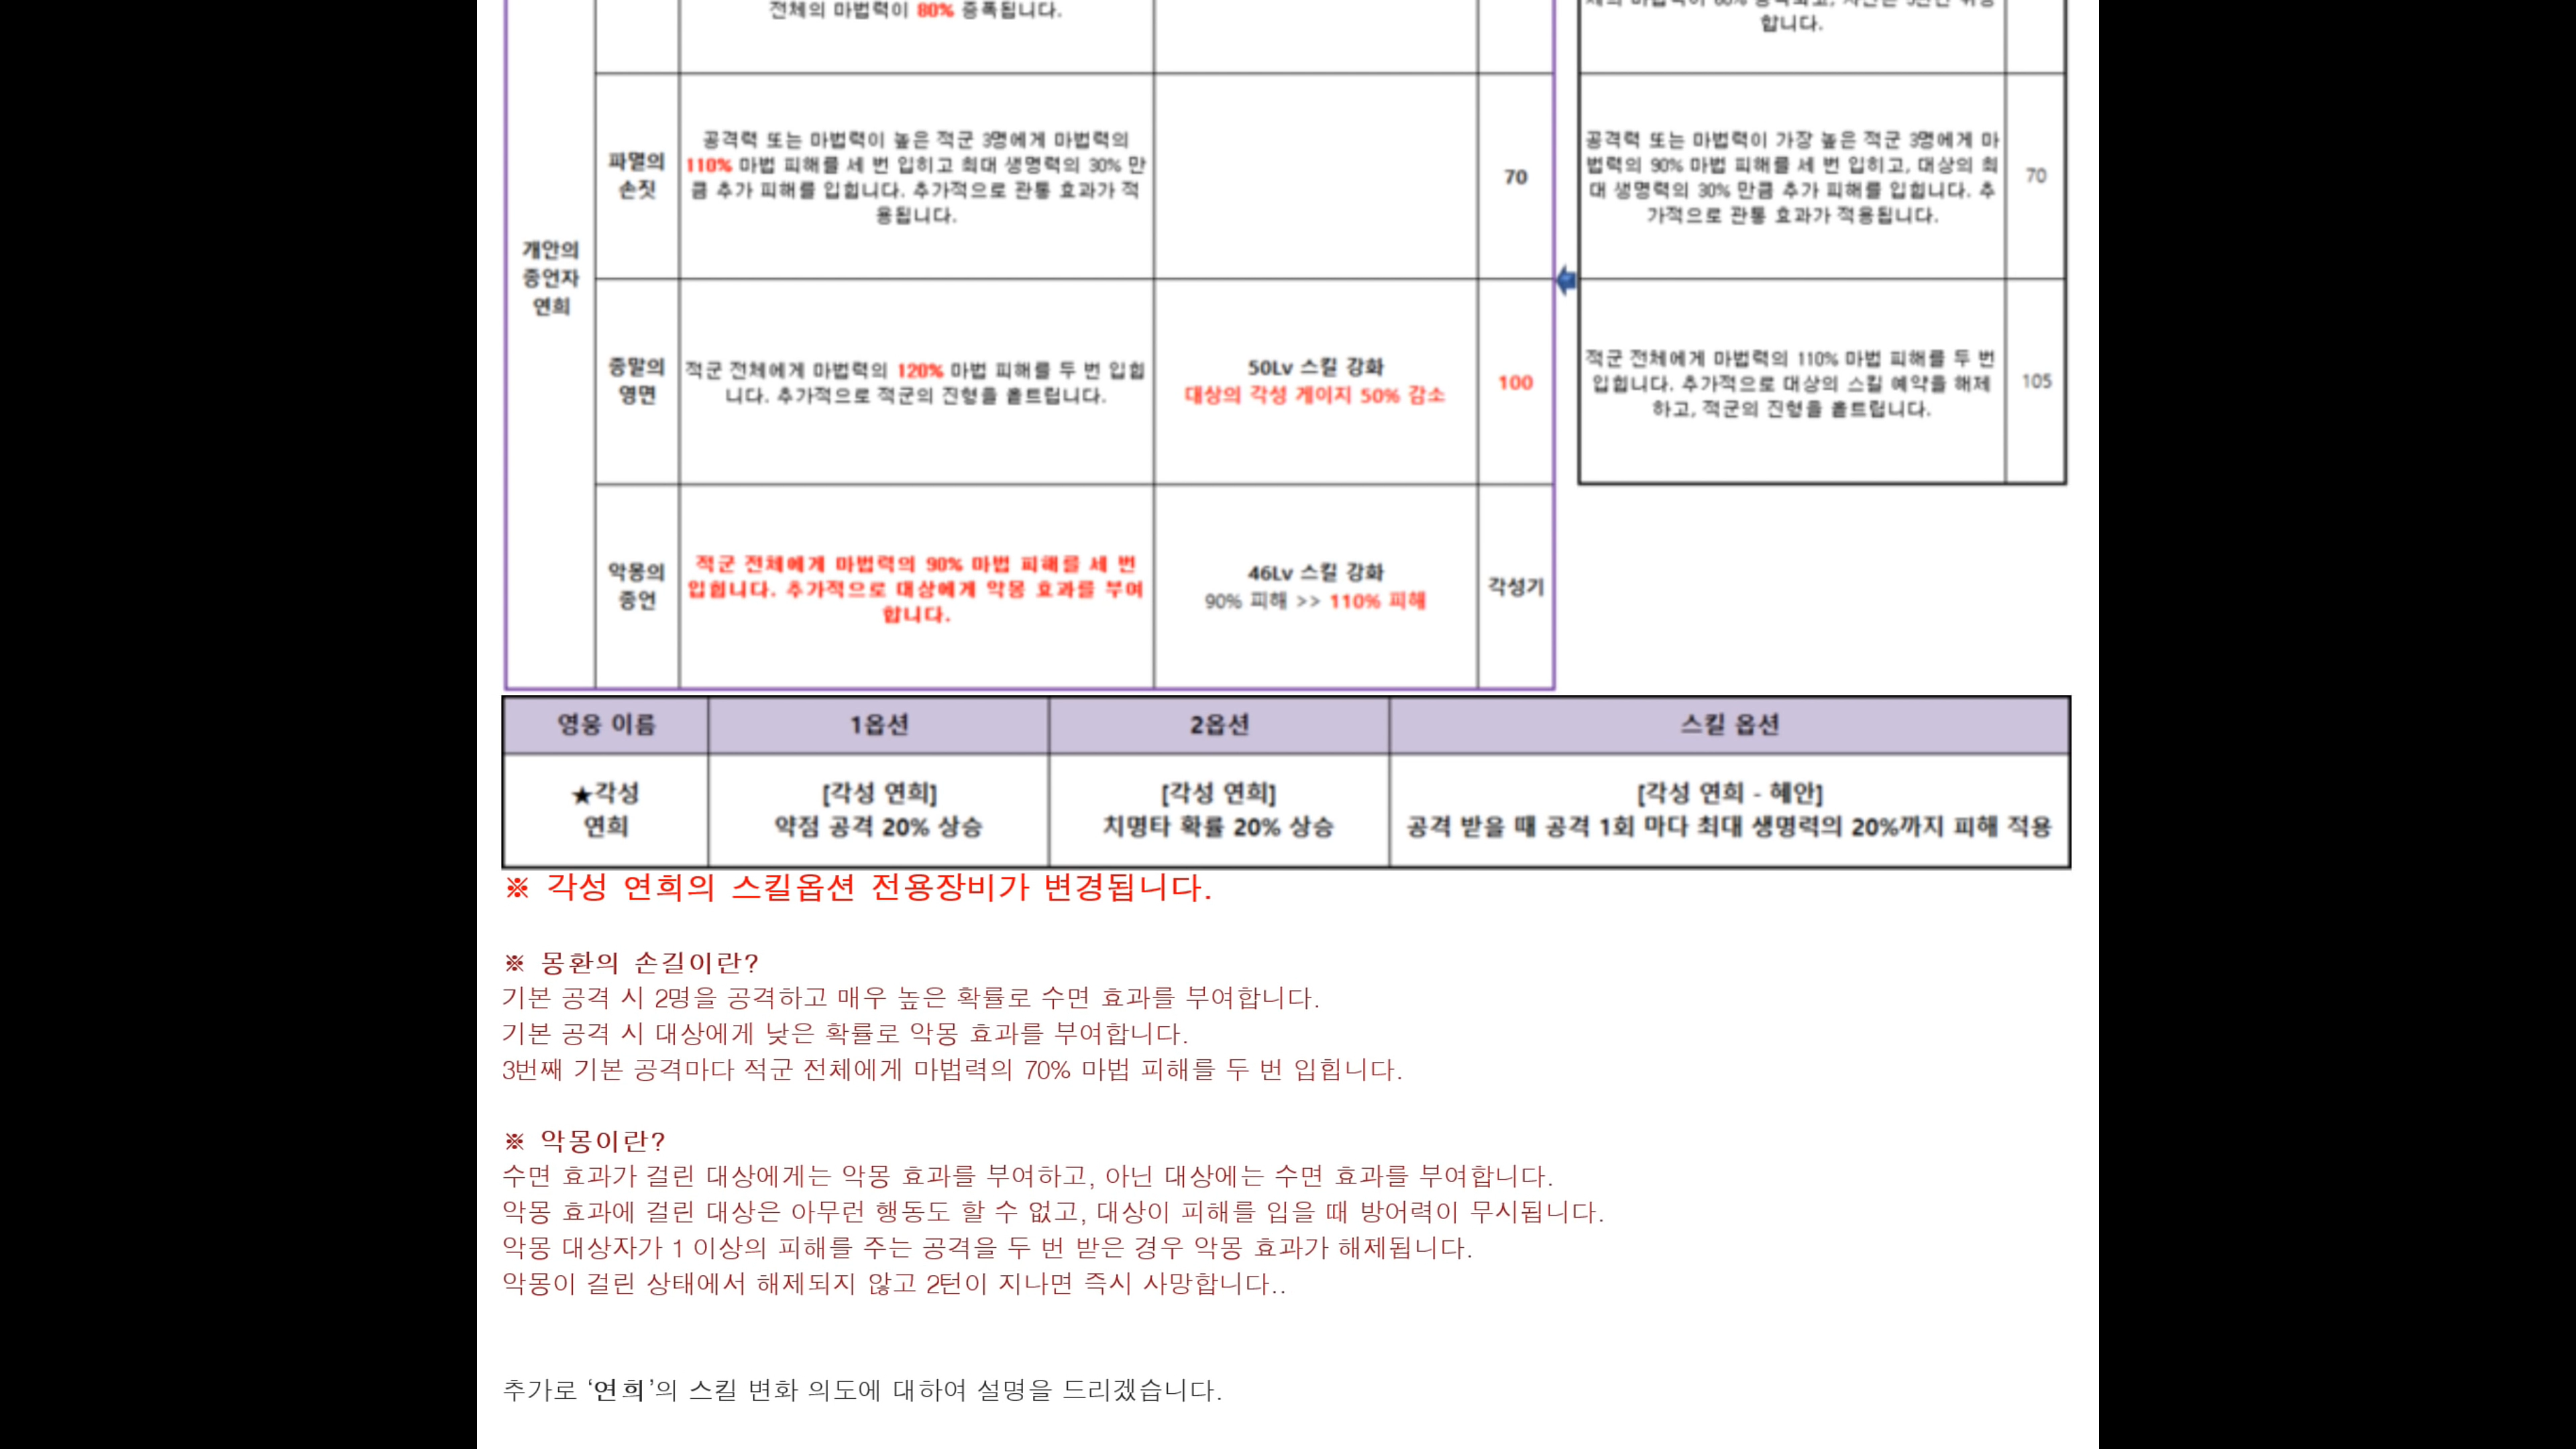 전체의 마법력이 80% 증폭됩니다.
합니다.
개안의
종언자
연희
파멸의
손짓
공격력 또는 마법력이 높은 적군 3명에게 마법력의
110% 마법 피해를 세 번 입히고 최대 생명력의 30% 만
큼 추가 피해를 입힙니다. 추가적으로 관통 효과가 적
용됩니다.
70
공격력 또는 마법력이 가장 높은 적군 3명에게 마
법력의 90% 마법 피해를 세 번 입히고, 대상의 최
대 생명력의 30% 만큼 추가 피해를 입힙니다. 추
가적으로 관통 효과가 적용됩니다.
70
종말의
영면
적군 전체에게 마법력의 120% 마법 피해를 두 번 입힙
니다. 추가적으로 적군의 진형을 흩트립니다.
50Lv 스킬 강화
대상의 각성 게이지 50% 감소
100
적군 전체에게 마법력의 110% 마법 피해를 두 번
입힙니다. 추가적으로 대상의 스킬 예약을 해제
하고, 적군의 진형을 흩트립니다.
105
악몽의
종언
적군 전체에게 마법력의 90% 마법 피해를 세 번
입힙니다. 추가적으로 대상에게 악몽 효과를 부여
합니다.
46Lv 스킬 강화
90% 피해 >> 110% 피해
각성기
영웅 이름
1옵션
2옵션
스킬 옵션
★각성
연희
[각성 연희]
약점 공격 20% 상승
[각성 연희]
치명타 확률 20% 상승
[각성 연희 - 혜안]
공격 받을 때 공격 1회 마다 최대 생명력의 20%까지 피해 적용
※ 각성 연희의 스킬옵션 전용장비가 변경됩니다.
※ 몽환의 손길이란?
기본 공격 시 2명을 공격하고 매우 높은 확률로 수면 효과를 부여합니다.
기본 공격 시 대상에게 낮은 확률로 악몽 효과를 부여합니다.
3번째 기본 공격마다 적군 전체에게 마법력의 70% 마법 피해를 두 번 입힙니다.
※ 악몽이란?
수면 효과가 걸린 대상에게는 악몽 효과를 부여하고, 아닌 대상에는 수면 효과를 부여합니다.
악몽 효과에 걸린 대상은 아무런 행동도 할 수 없고, 대상이 피해를 입을 때 방어력이 무시됩니다.
악몽 대상자가 1 이상의 피해를 주는 공격을 두 번 받은 경우 악몽 효과가 해제됩니다.
악몽이 걸린 상태에서 해제되지 않고 2턴이 지나면 즉시 사망합니다..
추가로 ‘연희’의 스킬 변화 의도에 대하여 설명을 드리겠습니다.